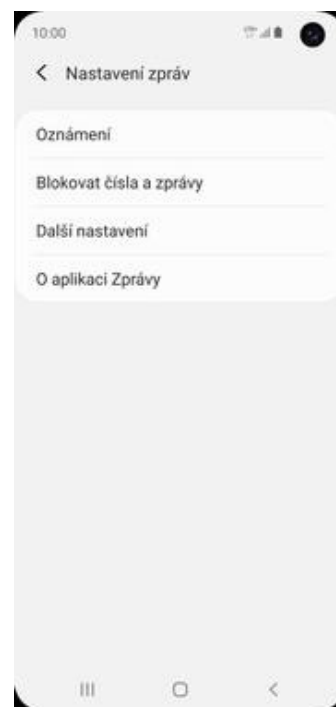 10:00
Nastavení zpráv
Oznámení
Blokovat čísla a zprávy
Další nastavení
O aplikaci Zprávy